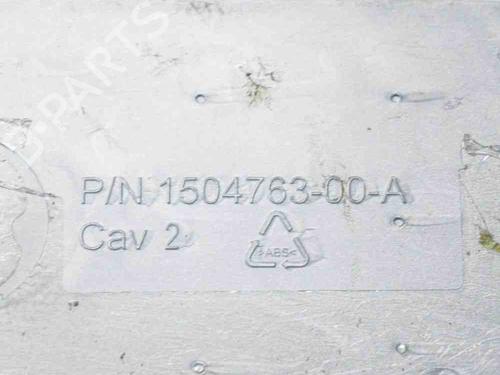 B-PARTS
P/N 1504763-00-A
Cav 2
>ABS<